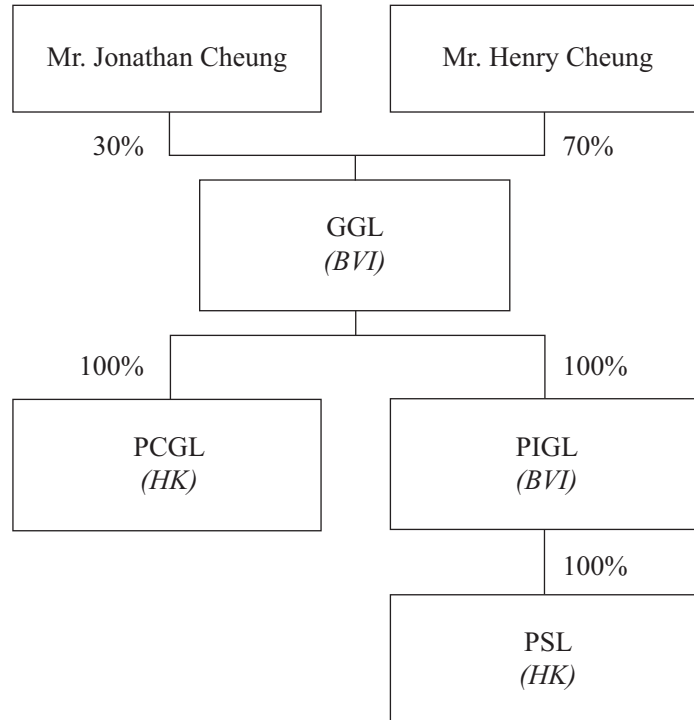 Mr. Jonathan Cheung
Mr. Henry Cheung
30%
70%
GGL
(BVI)
100%
100%
PCGL
(HK)
PIGL
(BVI)
100%
PSL
(HK)